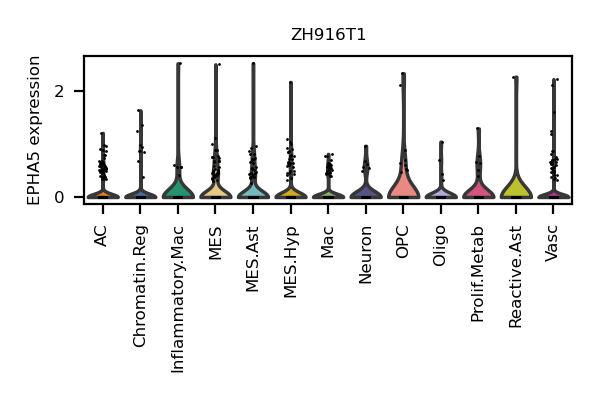 ZH916T1
EPHA5 expression
2
0
AC
Chromatin.Reg
Inflammatory.Mac
MES
MES.Ast
MES.Hyp
Mac
Neuron
OPC
Oligo
Prolif.Metab
Reactive.Ast
Vasc